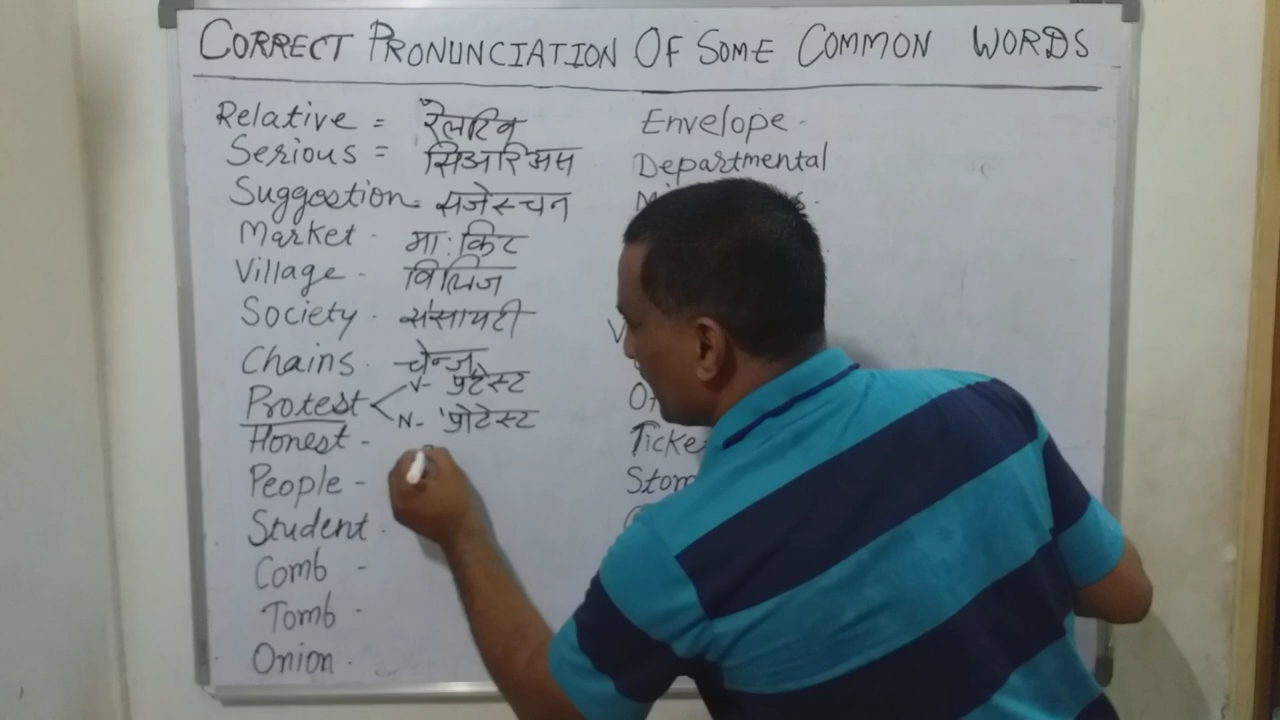 CORRECT PRONUNCIATION OF SOME COMMON WORDS
Relative = रैलटिव
Serious = सिअरिअस
Suggestion = सजेस्चन
Market - मा:किट
Village - विलिज
Society - संसायटी
Chains - चेन्ज़
Protest V- प्रटेस्ट
N- 'प्रोटेस्ट
Honest -
People -
Student -
Comb -
Tomb -
Onion -
Envelope -
Departmental